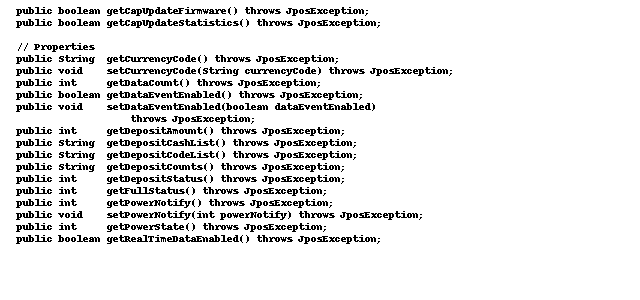 public boolean getCapUpdateFirmware() throws JposException;
public boolean getCapUpdateStatistics() throws JposException;
// Properties
public String getCurrencyCode() throws JposException;
public void setCurrencyCode(String currencyCode) throws JposException;
public int getDataCount() throws JposException;
public boolean getDataEventEnabled() throws JposException;
public void setDataEventEnabled(boolean dataEventEnabled)
throws JposException;
public int getDepositAmount() throws JposException;
public String getDepositCashList() throws JposException;
public String getDepositCodeList() throws JposException;
public String getDepositCounts() throws JposException;
public int getDepositStatus() throws JposException;
public int getFullStatus() throws JposException;
public int getPowerNotify() throws JposException;
public void setPowerNotify(int powerNotify) throws JposException;
public int getPowerState() throws JposException;
public boolean getRealTimeDataEnabled() throws JposException;